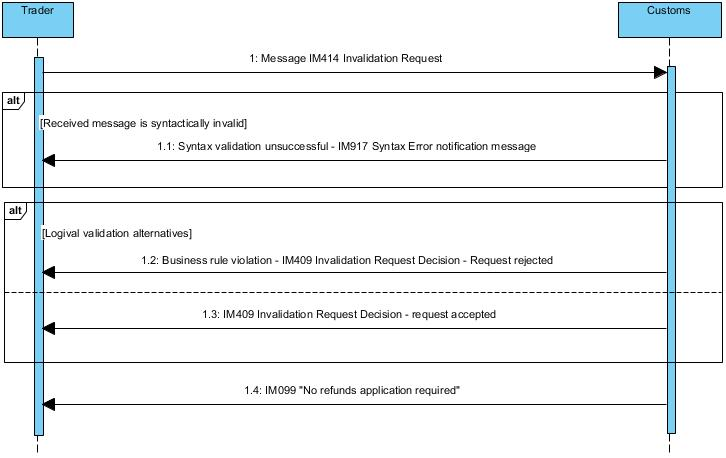 Trader
Customs
1: Message IM414 Invalidation Request
alt
[Received message is syntactically invalid]
1.1: Syntax validation unsuccessful - IM917 Syntax Error notification message
alt
[Logival validation alternatives]
1.2: Business rule violation - IM409 Invalidation Request Decision - Request rejected
1.3: IM409 Invalidation Request Decision - request accepted
1.4: IM099 "No refunds application required"